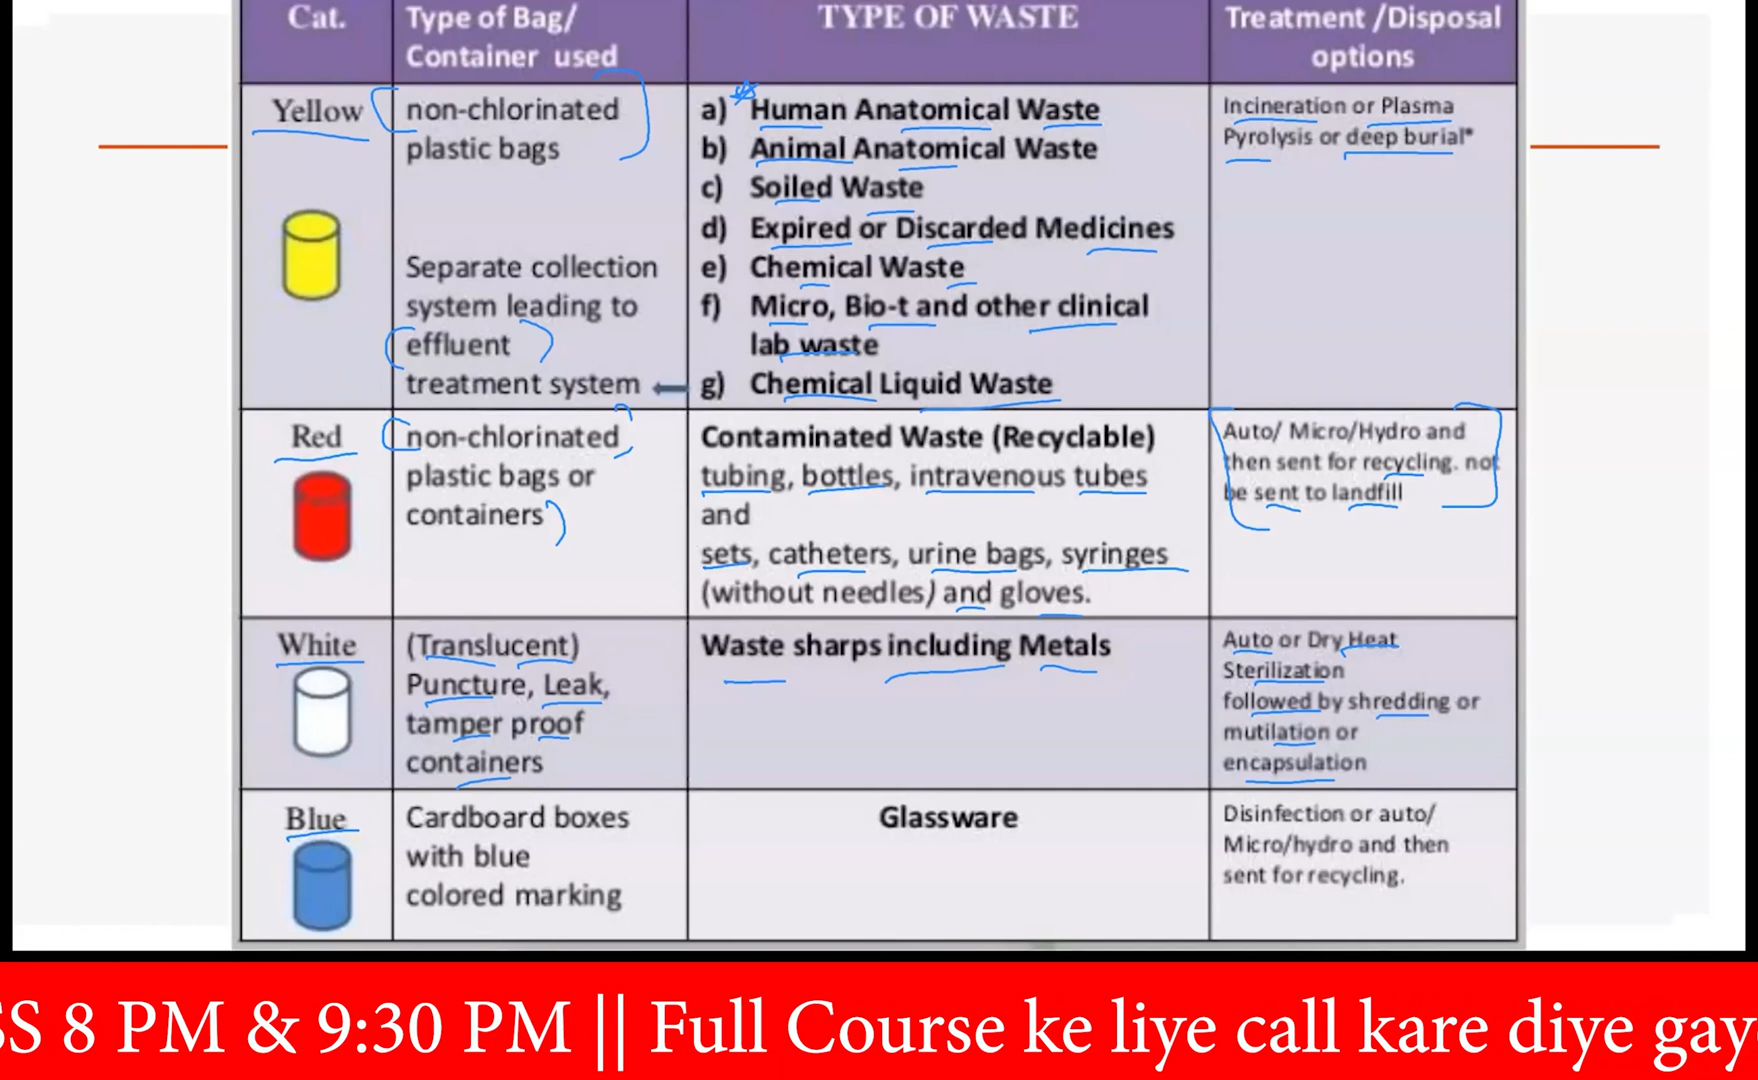 Cat.
Type of Bag/
Container used
TYPE OF WASTE
Treatment /Disposal
options
Yellow
non-chlorinated
plastic bags
Separate collection
system leading to
effluent
treatment system
a) Human Anatomical Waste
b) Animal Anatomical Waste
c) Soiled Waste
d) Expired or Discarded Medicines
e) Chemical Waste
f) Micro, Bio-t and other clinical
lab waste
g) Chemical Liquid Waste
Incineration or Plasma
Pyrolysis or deep burial*
Red
non-chlorinated
plastic bags or
containers
Contaminated Waste (Recyclable)
tubing, bottles, intravenous tubes
and
sets, catheters, urine bags, syringes
(without needles) and gloves.
Auto/ Micro/Hydro and
then sent for recycling. not
be sent to landfill
White
(Translucent)
Puncture, Leak,
tamper proof
containers
Waste sharps including Metals
Auto or Dry Heat
Sterilization
followed by shredding or
mutilation or
encapsulation
Blue
Cardboard boxes
with blue
colored marking
Glassware
Disinfection or auto/
Micro/hydro and then
sent for recycling.
SS 8 PM & 9:30 PM || Full Course ke liye call kare diye gay